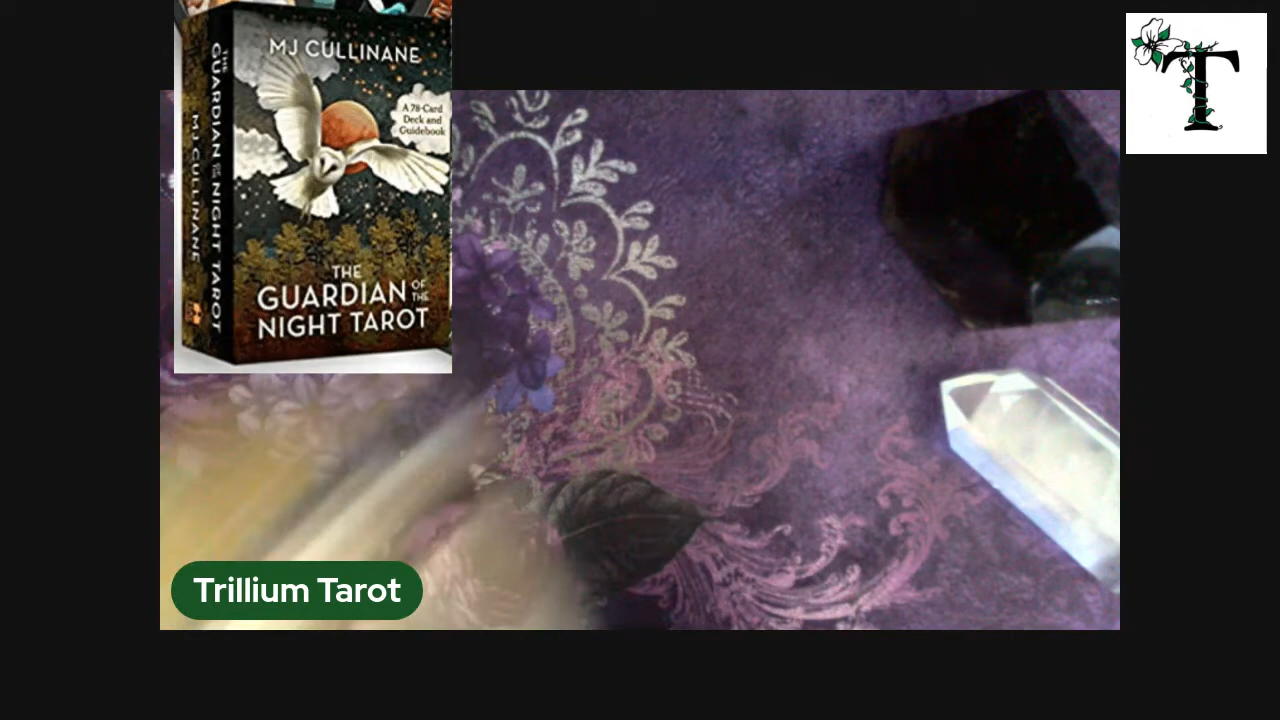 MJ CULLINANE
A 78-Card
Deck and
Guidebook
THE
GUARDIAN OF THE
NIGHT TAROT
THE GUARDIAN OF THE NIGHT TAROT
MJ CULLINANE
T
Trillium Tarot